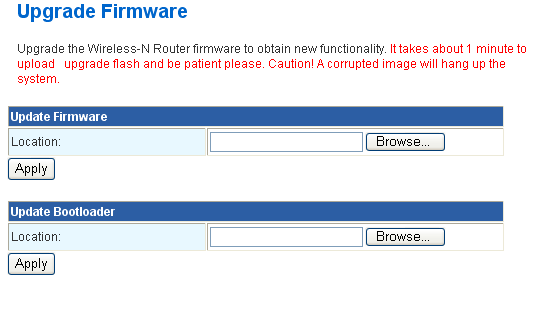 Upgrade Firmware
Upgrade the Wireless-N Router firmware to obtain new functionality. It takes about 1 minute to
upload upgrade flash and be patient please. Caution! A corrupted image will hang up the
system.
Update Firmware
Location: Browse...
Apply
Update Bootloader
Location: Browse...
Apply